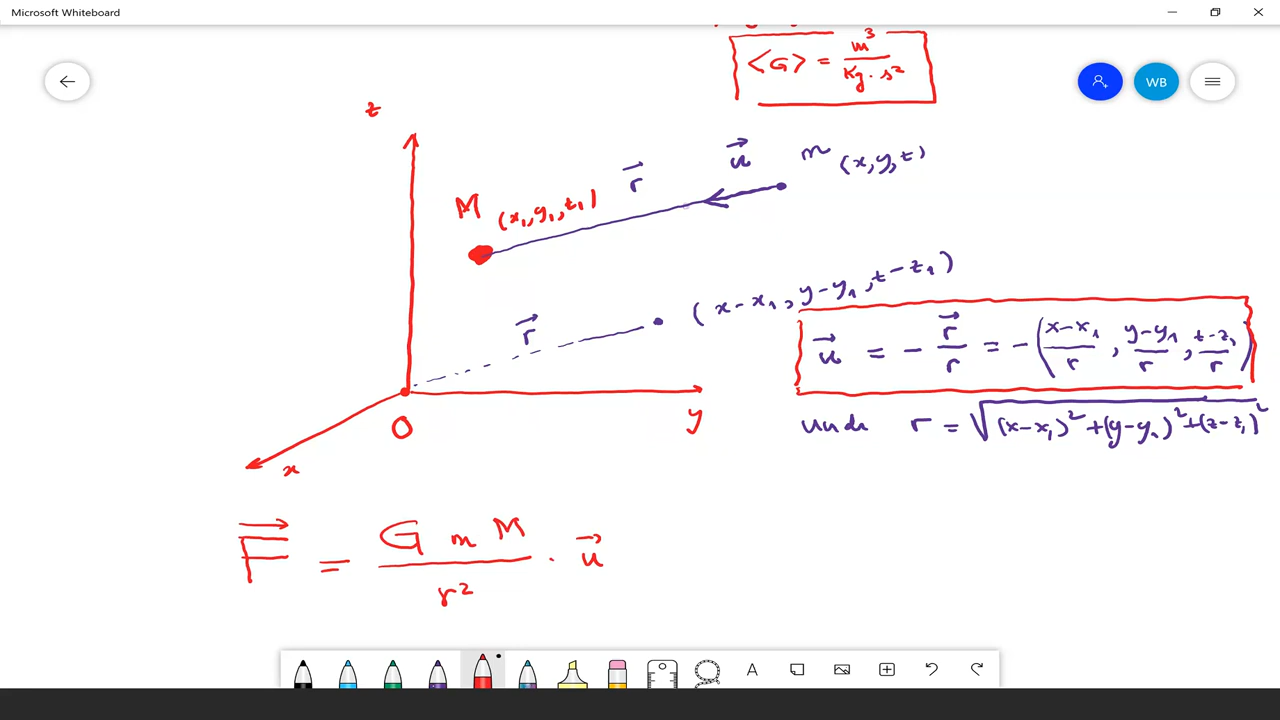 Microsoft Whiteboard
<G> = m³ / Kg · s²
WB
z
u⃗
m (x, y, z)
r⃗
M (x₁, y₁, z₁)
r⃗
(x − x₁, y − y₁, z − z₁)
u⃗ = − r⃗ / r = − ( (x − x₁) / r , (y − y₁) / r , (z − z₁) / r )
O
y
unde r = √( (x − x₁)² + (y − y₁)² + (z − z₁)² )
x
F⃗ = G m M / r² · u⃗
A